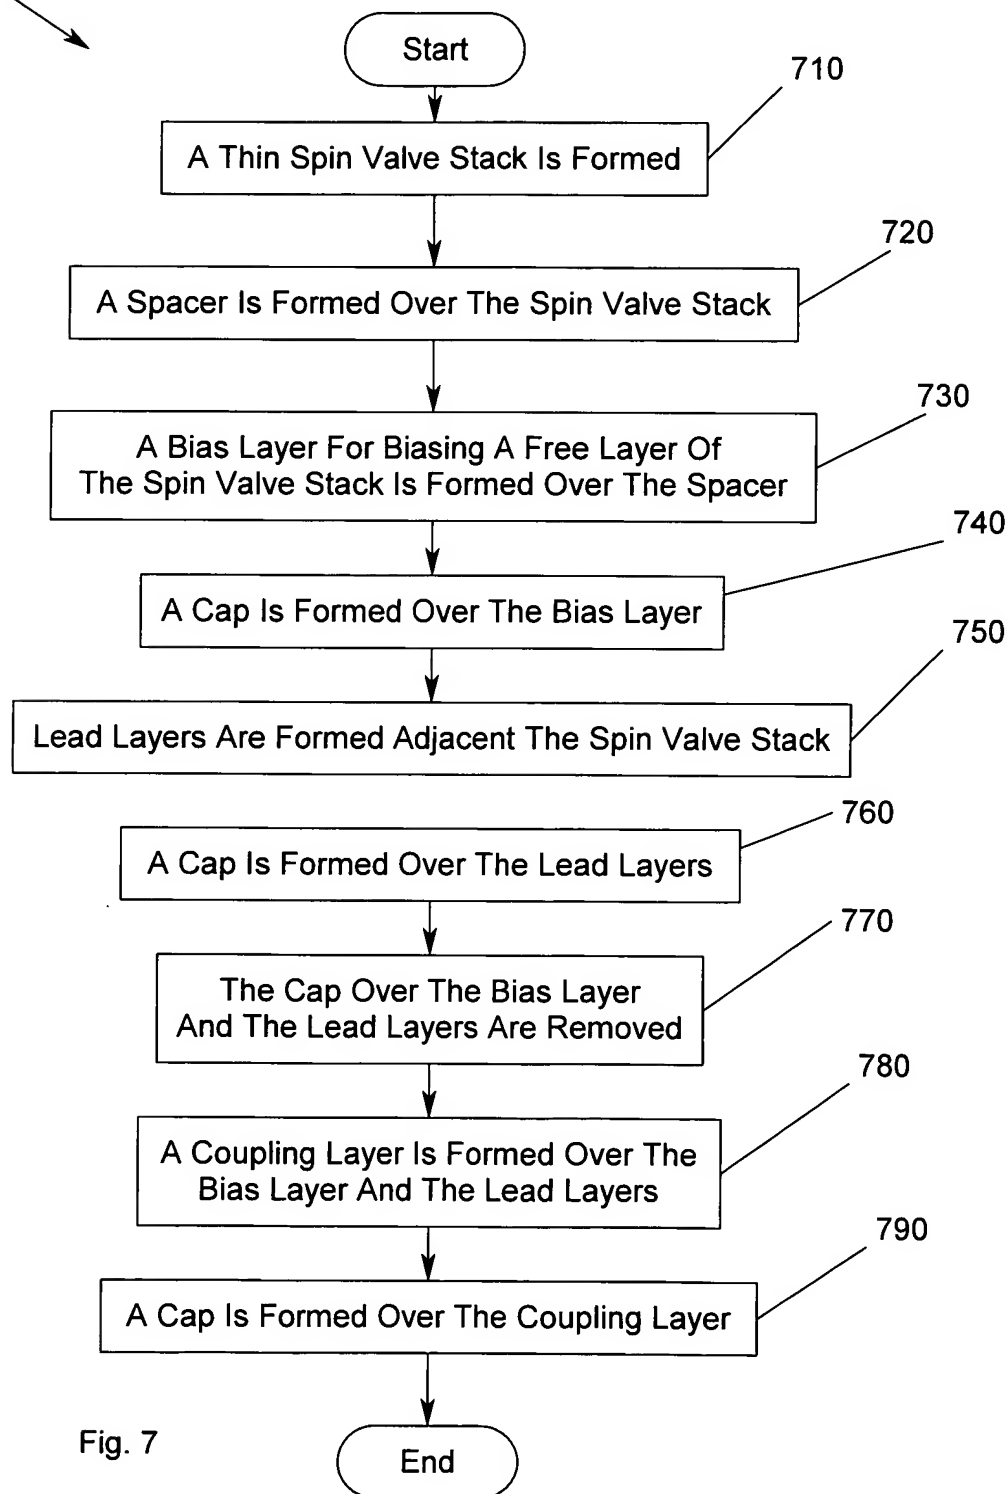 Start
710
A Thin Spin Valve Stack Is Formed
720
A Spacer Is Formed Over The Spin Valve Stack
730
A Bias Layer For Biasing A Free Layer Of
The Spin Valve Stack Is Formed Over The Spacer
740
A Cap Is Formed Over The Bias Layer
750
Lead Layers Are Formed Adjacent The Spin Valve Stack
760
A Cap Is Formed Over The Lead Layers
770
The Cap Over The Bias Layer
And The Lead Layers Are Removed
780
A Coupling Layer Is Formed Over The
Bias Layer And The Lead Layers
790
A Cap Is Formed Over The Coupling Layer
Fig. 7
End